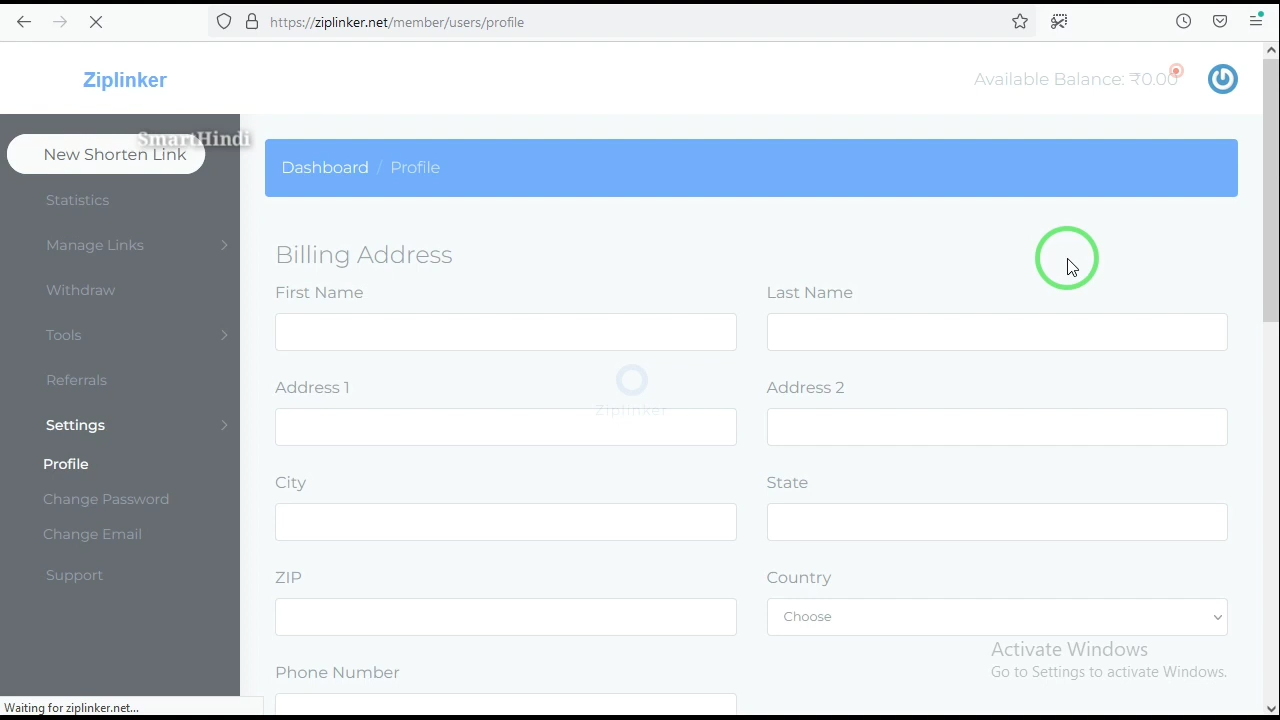 https://ziplinker.net/member/users/profile
Ziplinker
Available Balance: ₹0.00
SmartHindi
New Shorten Link
Dashboard / Profile
Statistics
Manage Links
Billing Address
Withdraw
First Name
Last Name
Tools
Referrals
Address 1
Address 2
Ziplinker
Settings
Profile
City
State
Change Password
Change Email
Support
ZIP
Country
Choose
Activate Windows
Go to Settings to activate Windows.
Phone Number
Waiting for ziplinker.net...